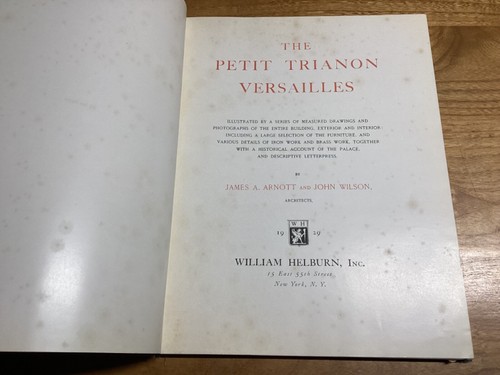 THE
PETIT TRIANON
VERSAILLES
ILLUSTRATED BY A SERIES OF MEASURED DRAWINGS AND
PHOTOGRAPHS OF THE ENTIRE BUILDING, EXTERIOR AND INTERIOR:
INCLUDING A LARGE SELECTION OF THE FURNITURE, AND
VARIOUS DETAILS OF IRON WORK AND BRASS WORK, TOGETHER
WITH A HISTORICAL ACCOUNT OF THE PALACE,
AND DESCRIPTIVE LETTERPRESS.
BY
JAMES A. ARNOTT AND JOHN WILSON,
ARCHITECTS.
W H
19 29
WILLIAM HELBURN, INC.
15 East 55th Street,
New York, N. Y.